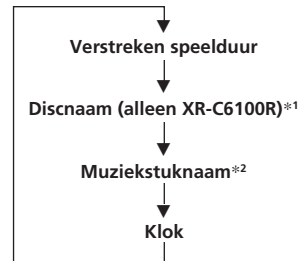 Verstreken speelduur
Discnaam (alleen XR-C6100R)*1
Muziekstuknaam*2
Klok